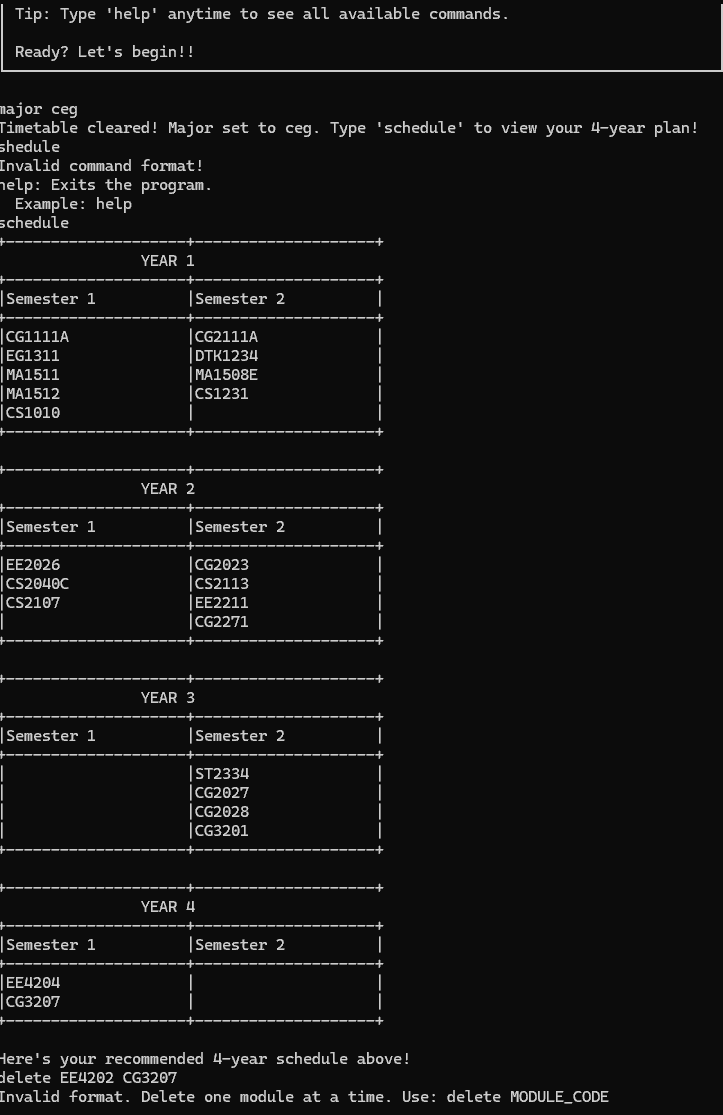 Tip: Type 'help' anytime to see all available commands.
Ready? Let's begin!!
major ceg
Timetable cleared! Major set to ceg. Type 'schedule' to view your 4-year plan!
shedule
Invalid command format!
help: Exits the program.
Example: help
schedule
YEAR 1
Semester 1 Semester 2
CG1111A CG2111A
EG1311 DTK1234
MA1511 MA1508E
MA1512 CS1231
CS1010
YEAR 2
Semester 1 Semester 2
EE2026 CG2023
CS2040C CS2113
CS2107 EE2211
CG2271
YEAR 3
Semester 1 Semester 2
ST2334
CG2027
CG2028
CG3201
YEAR 4
Semester 1 Semester 2
EE4204
CG3207
Here's your recommended 4-year schedule above!
delete EE4202 CG3207
Invalid format. Delete one module at a time. Use: delete MODULE_CODE